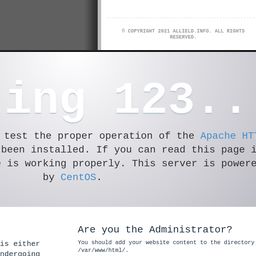 © COPYRIGHT 2021 ALLIELD.INFO. ALL RIGHTS
RESERVED.
ing 123..
test the proper operation of the Apache HT
been installed. If you can read this page i
is working properly. This server is powere
by CentOS.
Are you the Administrator?
is either
You should add your website content to the directory
undergoing
/var/www/html/.